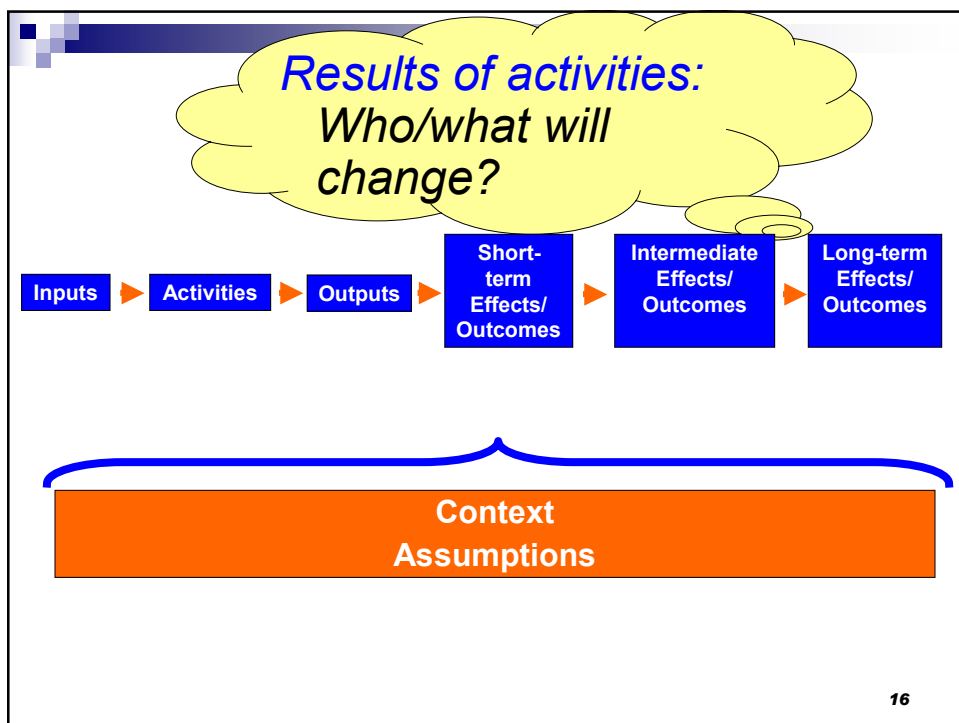 Results of activities:
Who/what will
change?
Inputs
Activities
Outputs
Short-
term
Effects/
Outcomes
Intermediate
Effects/
Outcomes
Long-term
Effects/
Outcomes
Context
Assumptions
16